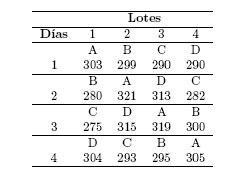 Lotes
Días 1 2 3 4
A B C D
1 303 299 290 290
B A D C
2 280 321 313 282
C D A B
3 275 315 319 300
D C B A
4 304 293 295 305